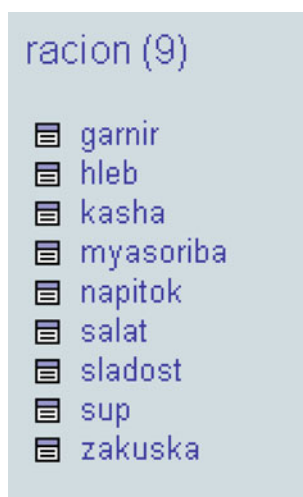 racion (9)
garnir
hleb
kasha
myasoriba
napitok
salat
sladost
sup
zakuska